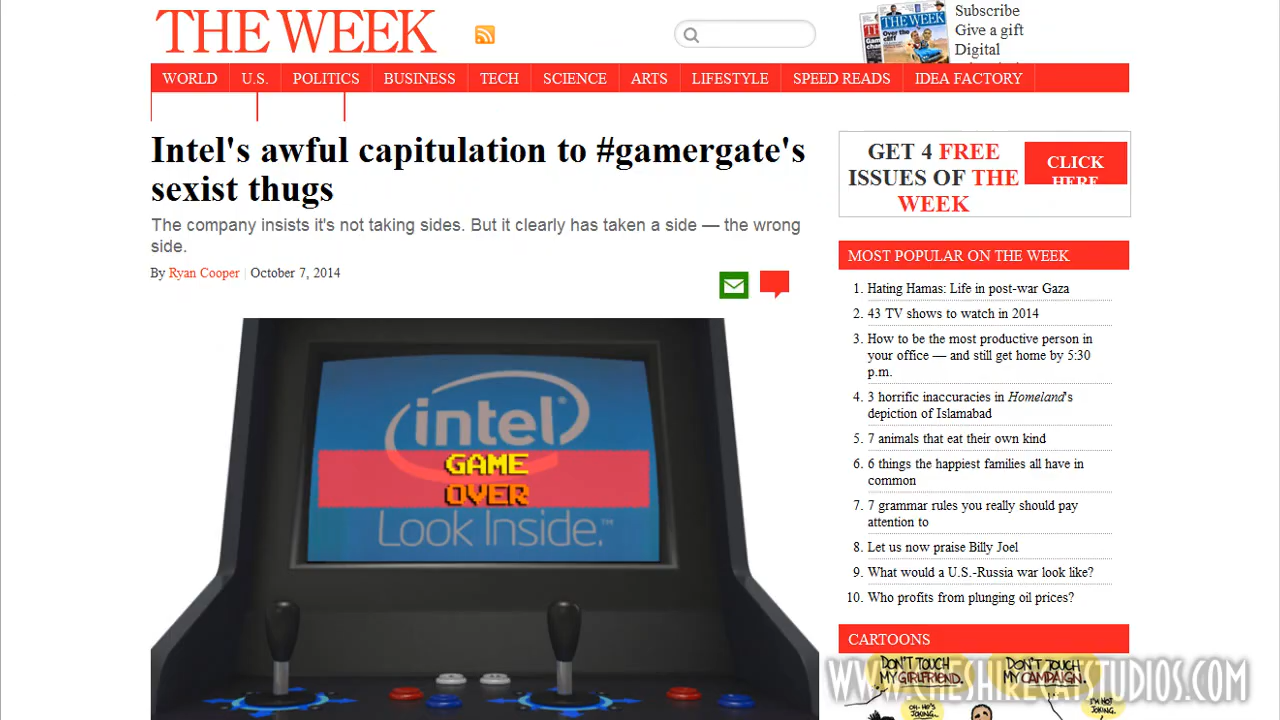 THE WEEK
Subscribe
Give a gift
Digital
THE WEEK
WORLD U.S. POLITICS BUSINESS TECH SCIENCE ARTS LIFESTYLE SPEED READS IDEA FACTORY
Intel's awful capitulation to #gamergate's
sexist thugs
The company insists it's not taking sides. But it clearly has taken a side — the wrong
side.
By Ryan Cooper | October 7, 2014
intel
GAME
OVER
Look Inside.™
GET 4 FREE
ISSUES OF THE
WEEK
CLICK
HERE
MOST POPULAR ON THE WEEK
1. Hating Hamas: Life in post-war Gaza
2. 43 TV shows to watch in 2014
3. How to be the most productive person in
your office — and still get home by 5:30
p.m.
4. 3 horrific inaccuracies in Homeland's
depiction of Islamabad
5. 7 animals that eat their own kind
6. 6 things the happiest families all have in
common
7. 7 grammar rules you really should pay
attention to
8. Let us now praise Billy Joel
9. What would a U.S.-Russia war look like?
10. Who profits from plunging oil prices?
CARTOONS
DON'T TOUCH
MY GIRLFRIEND.
DON'T TOUCH
MY CAMPAIGN.
I'M NOT
JOKING.
WWW.CHESHIRECATSTUDIOS.COM